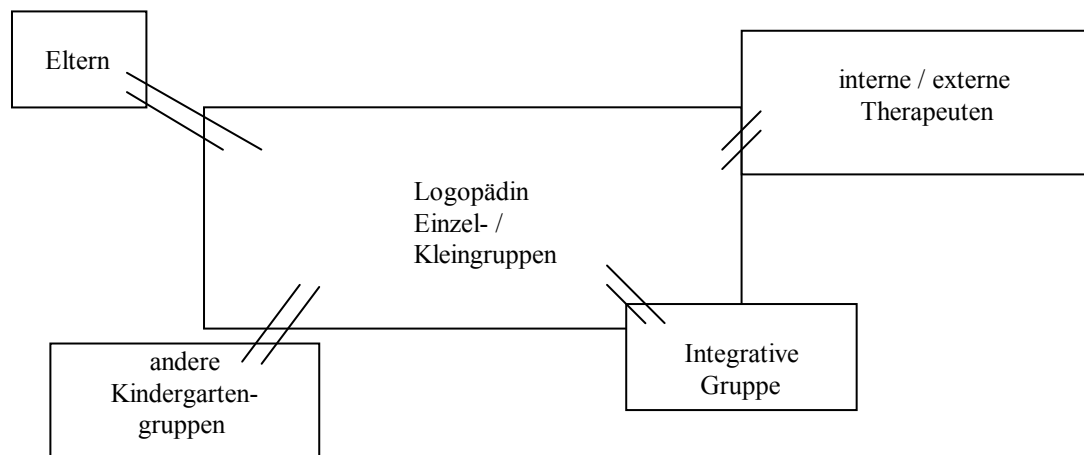 Eltern
interne / externe
Therapeuten
Logopädin
Einzel- /
Kleingruppen
andere
Kindergarten-
gruppen
Integrative
Gruppe